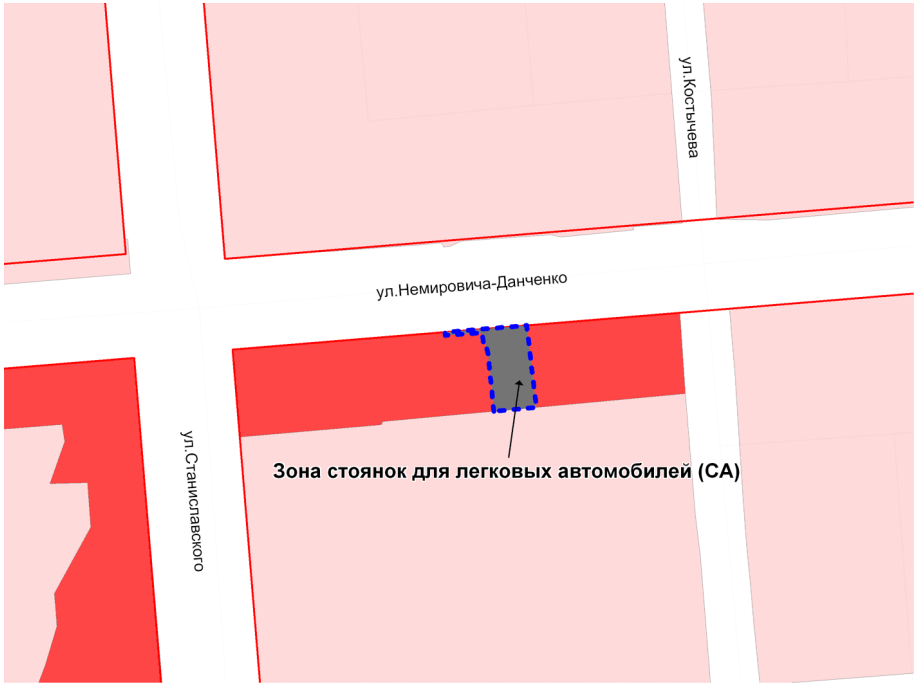 ул.Костычева
ул.Немировича-Данченко
ул.Станиславского
Зона стоянок для легковых автомобилей (СА)